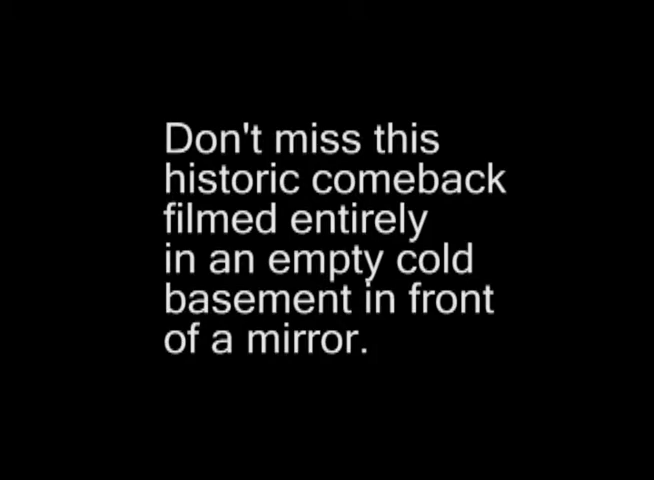 Don't miss this
historic comeback
filmed entirely
in an empty cold
basement in front
of a mirror.